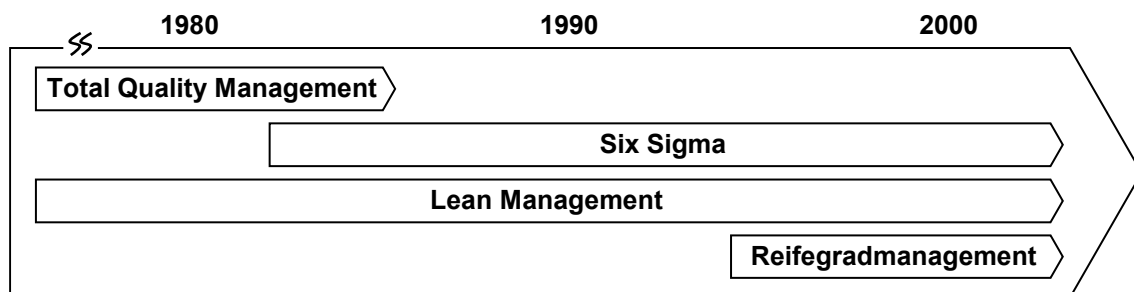 1980 1990 2000
Total Quality Management
Six Sigma
Lean Management
Reifegradmanagement